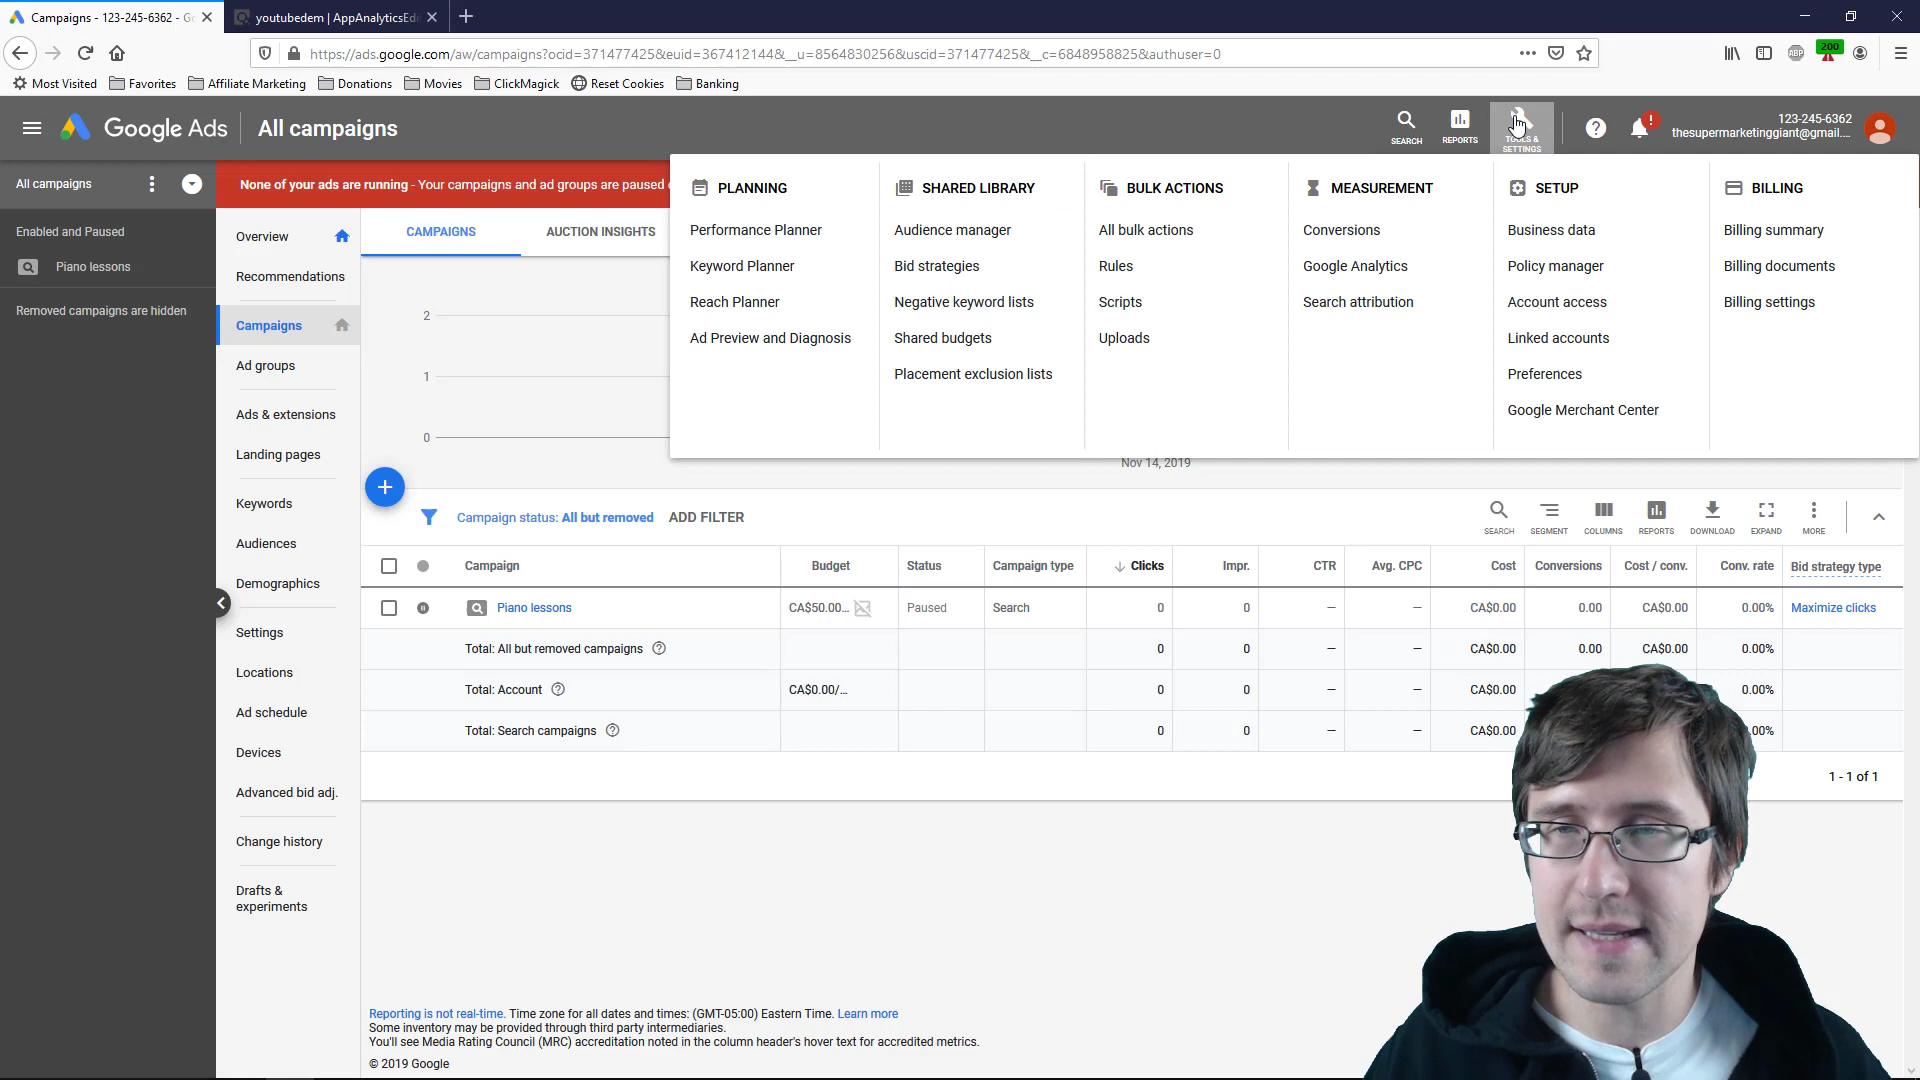 Campaigns - 123-245-6362 - Go
youtubedem | AppAnalyticsEdi
https://ads.google.com/aw/campaigns?ocid=371477425&euid=367412144&__u=8564830256&uscid=371477425&__c=6848958825&authuser=0
200
Most Visited
Favorites
Affiliate Marketing
Donations
Movies
ClickMagick
Reset Cookies
Banking
Google Ads
All campaigns
SEARCH
REPORTS
TOOLS &
SETTINGS
123-245-6362
thesupermarketinggiant@gmail....
All campaigns
None of your ads are running - Your campaigns and ad groups are paused
Enabled and Paused
Piano lessons
Removed campaigns are hidden
Overview
Recommendations
Campaigns
Ad groups
Ads & extensions
Landing pages
Keywords
Audiences
Demographics
Settings
Locations
Ad schedule
Devices
Advanced bid adj.
Change history
Drafts &
experiments
CAMPAIGNS
AUCTION INSIGHTS
2
1
0
Nov 14, 2019
PLANNING
Performance Planner
Keyword Planner
Reach Planner
Ad Preview and Diagnosis
SHARED LIBRARY
Audience manager
Bid strategies
Negative keyword lists
Shared budgets
Placement exclusion lists
BULK ACTIONS
All bulk actions
Rules
Scripts
Uploads
MEASUREMENT
Conversions
Google Analytics
Search attribution
SETUP
Business data
Policy manager
Account access
Linked accounts
Preferences
Google Merchant Center
BILLING
Billing summary
Billing documents
Billing settings
Campaign status: All but removed
ADD FILTER
SEARCH
SEGMENT
COLUMNS
REPORTS
DOWNLOAD
EXPAND
MORE
Campaign Budget Status Campaign type Clicks Impr. CTR Avg. CPC Cost Conversions Cost / conv. Conv. rate Bid strategy type
Piano lessons CA$50.00... Paused Search 0 0 — — CA$0.00 0.00 CA$0.00 0.00% Maximize clicks
Total: All but removed campaigns 0 0 — — CA$0.00 0.00 CA$0.00 0.00%
Total: Account CA$0.00/... 0 0 — — CA$0.00
Total: Search campaigns 0 0 — — CA$0.00
1 - 1 of 1
Reporting is not real-time. Time zone for all dates and times: (GMT-05:00) Eastern Time. Learn more
Some inventory may be provided through third party intermediaries.
You'll see Media Rating Council (MRC) accreditation noted in the column header's hover text for accredited metrics.
© 2019 Google